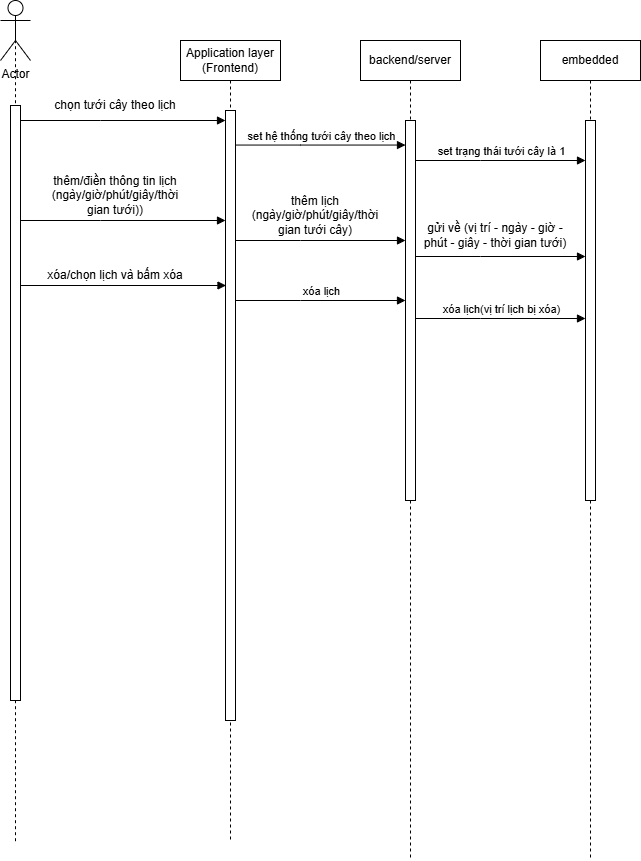 Actor
Application layer
(Frontend)
backend/server
embedded
chọn tưới cây theo lịch
set hệ thống tưới cây theo lịch
set trạng thái tưới cây là 1
thêm/điền thông tin lịch
(ngày/giờ/phút/giây/thời
gian tưới))
thêm lịch
(ngày/giờ/phút/giây/thời
gian tưới cây)
gửi về (vị trí - ngày - giờ -
phút - giây - thời gian tưới)
xóa/chọn lịch và bấm xóa
xóa lịch
xóa lịch(vị trí lịch bị xóa)